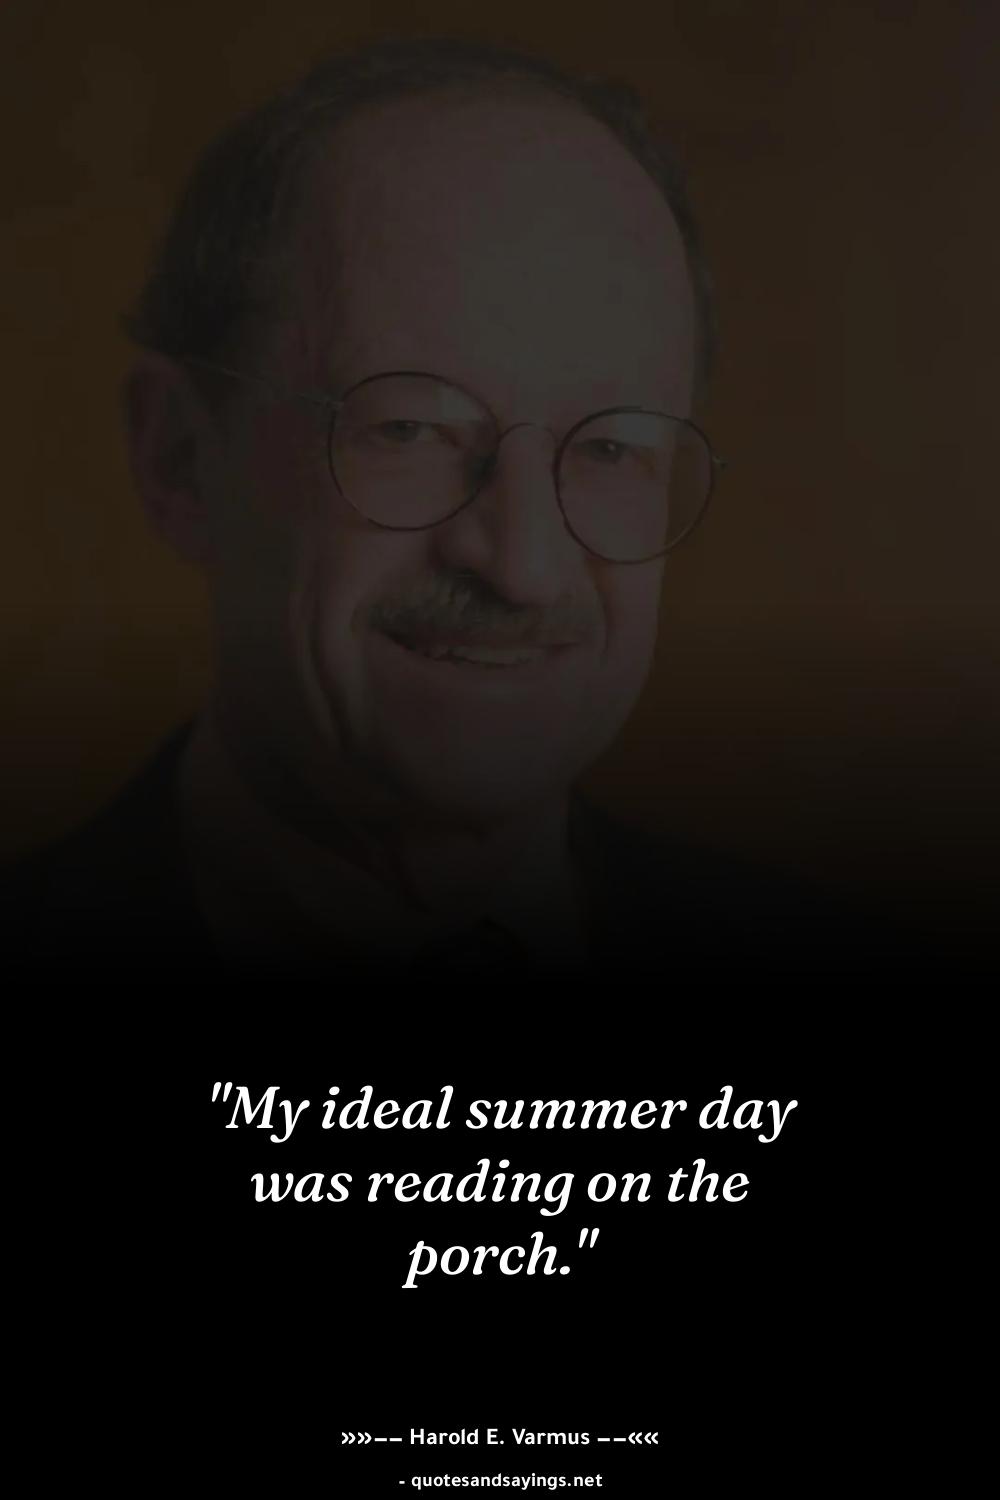 "My ideal summer day
was reading on the
porch."
»»−− Harold E. Varmus −−««
- quotesandsayings.net